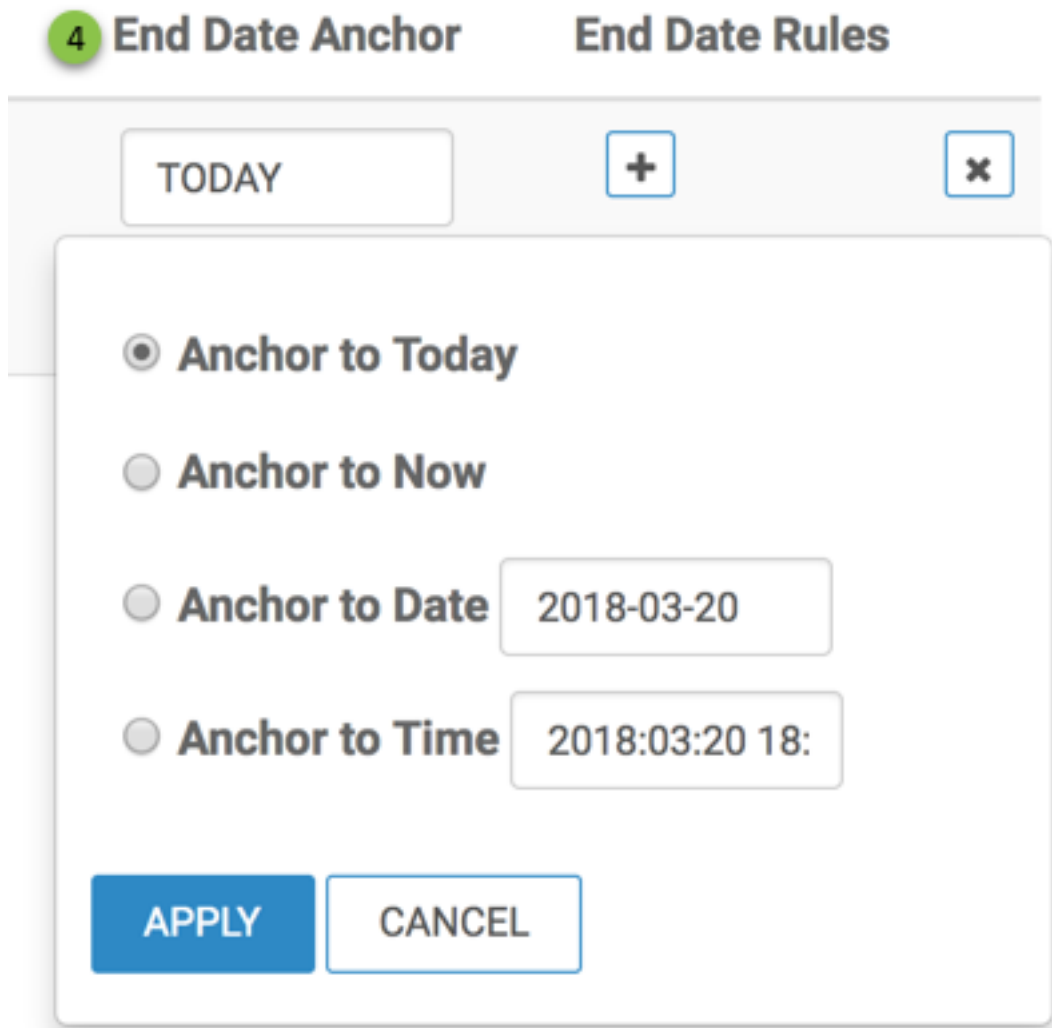 4 End Date Anchor End Date Rules
TODAY
Anchor to Today
Anchor to Now
Anchor to Date 2018-03-20
Anchor to Time 2018:03:20 18:
APPLY CANCEL